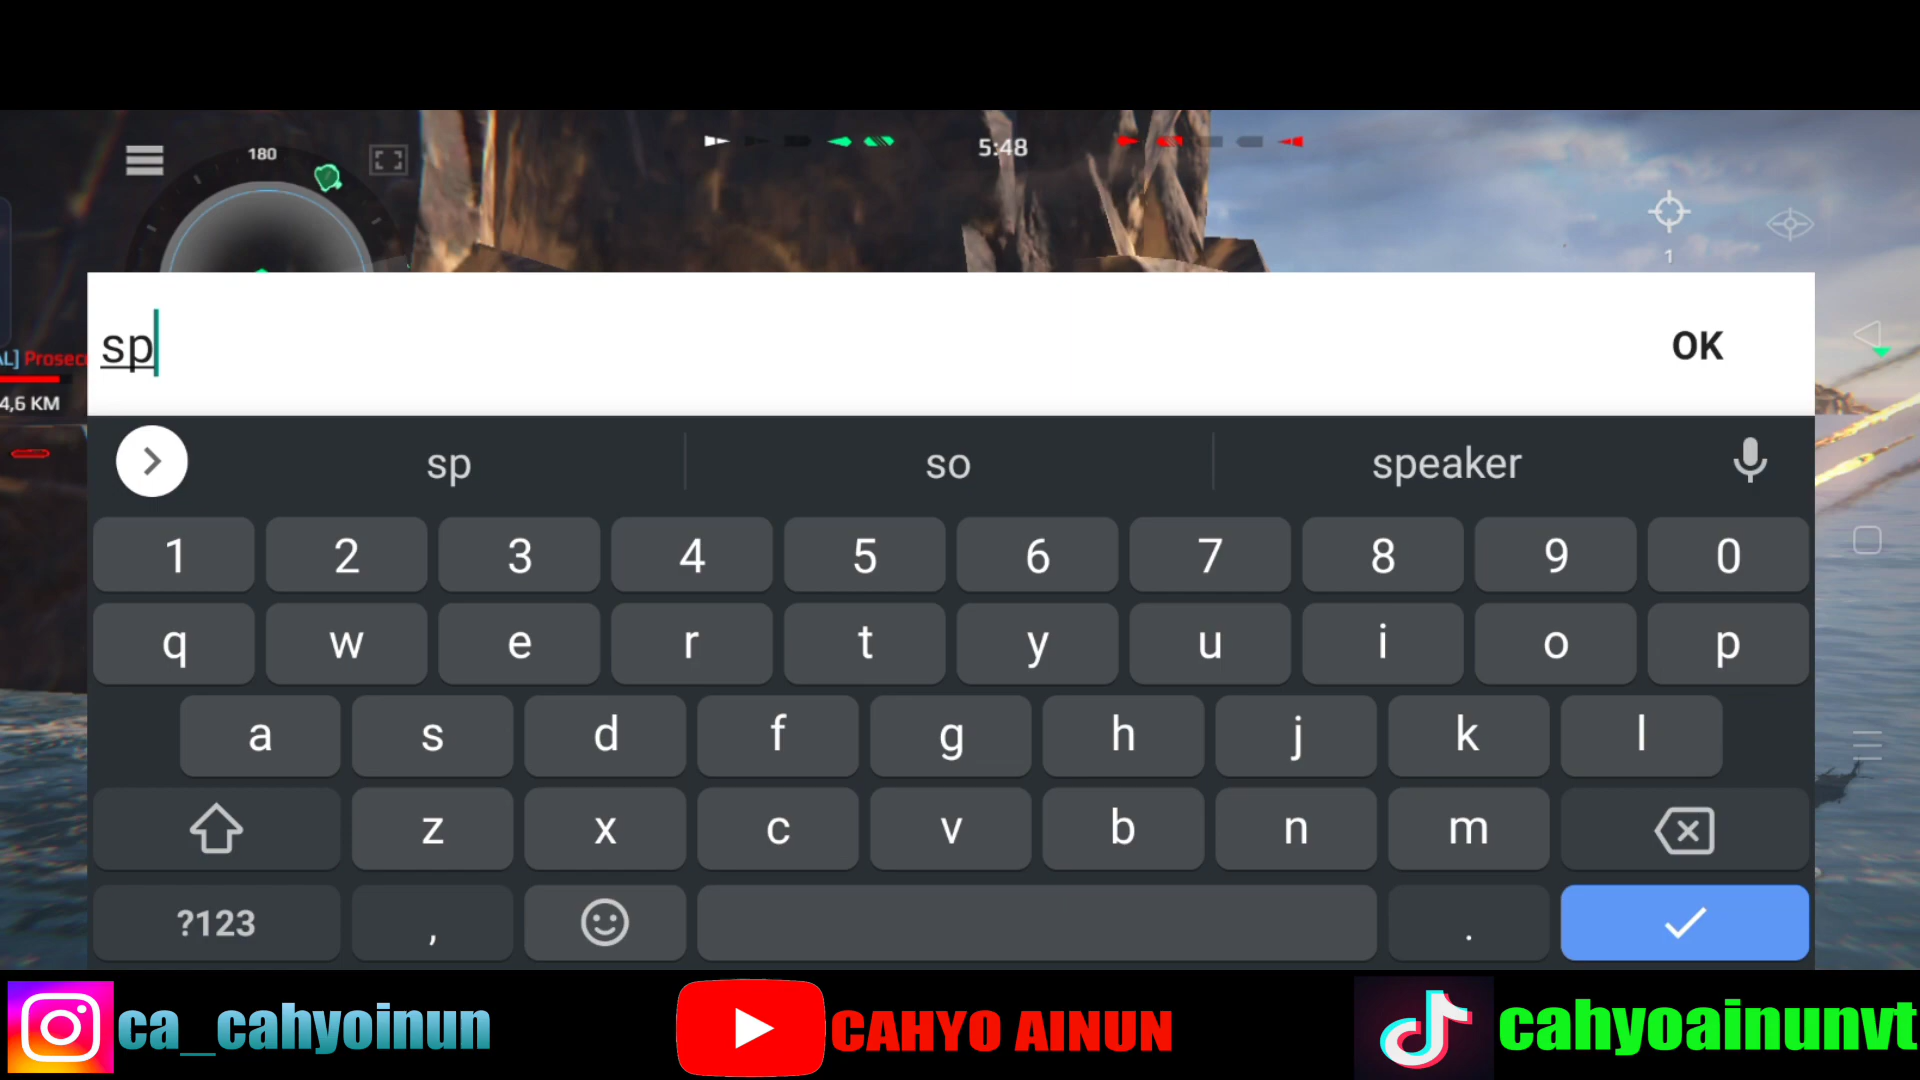 180
5:48
1
AL] Prosec
4,6 KM
sp
OK
sp so speaker
1 2 3 4 5 6 7 8 9 0
q w e r t y u i o p
a s d f g h j k l
z x c v b n m
?123 , .
ca_cahyoinun CAHYO AINUN cahyoainunvt